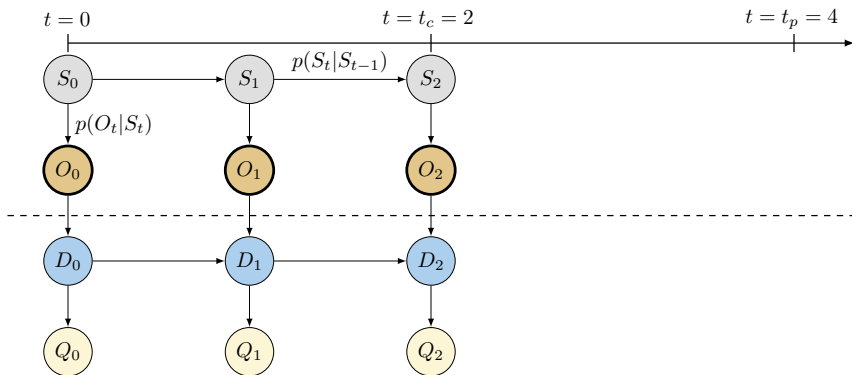 t = 0
t = t_c = 2
t = t_p = 4
S_0
S_1
p(S_t|S_{t-1})
S_2
p(O_t|S_t)
O_0
O_1
O_2
D_0
D_1
D_2
Q_0
Q_1
Q_2